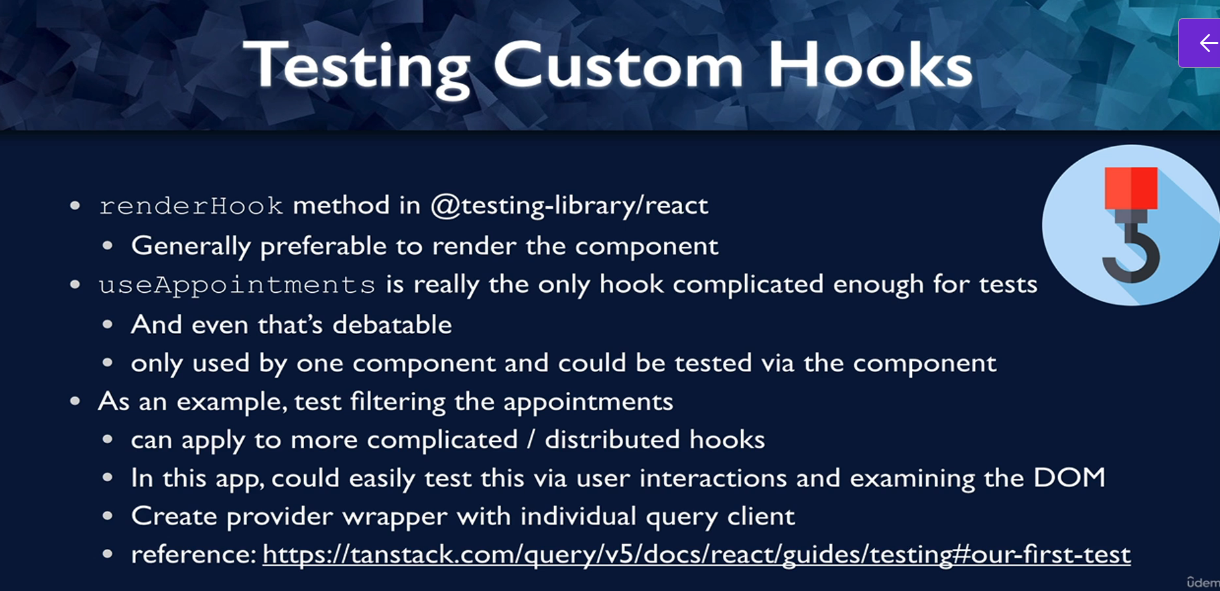 Testing Custom Hooks
renderHook method in @testing-library/react
Generally preferable to render the component
useAppointments is really the only hook complicated enough for tests
And even that's debatable
only used by one component and could be tested via the component
As an example, test filtering the appointments
can apply to more complicated / distributed hooks
In this app, could easily test this via user interactions and examining the DOM
Create provider wrapper with individual query client
reference: https://tanstack.com/query/v5/docs/react/guides/testing#our-first-test
ûdem